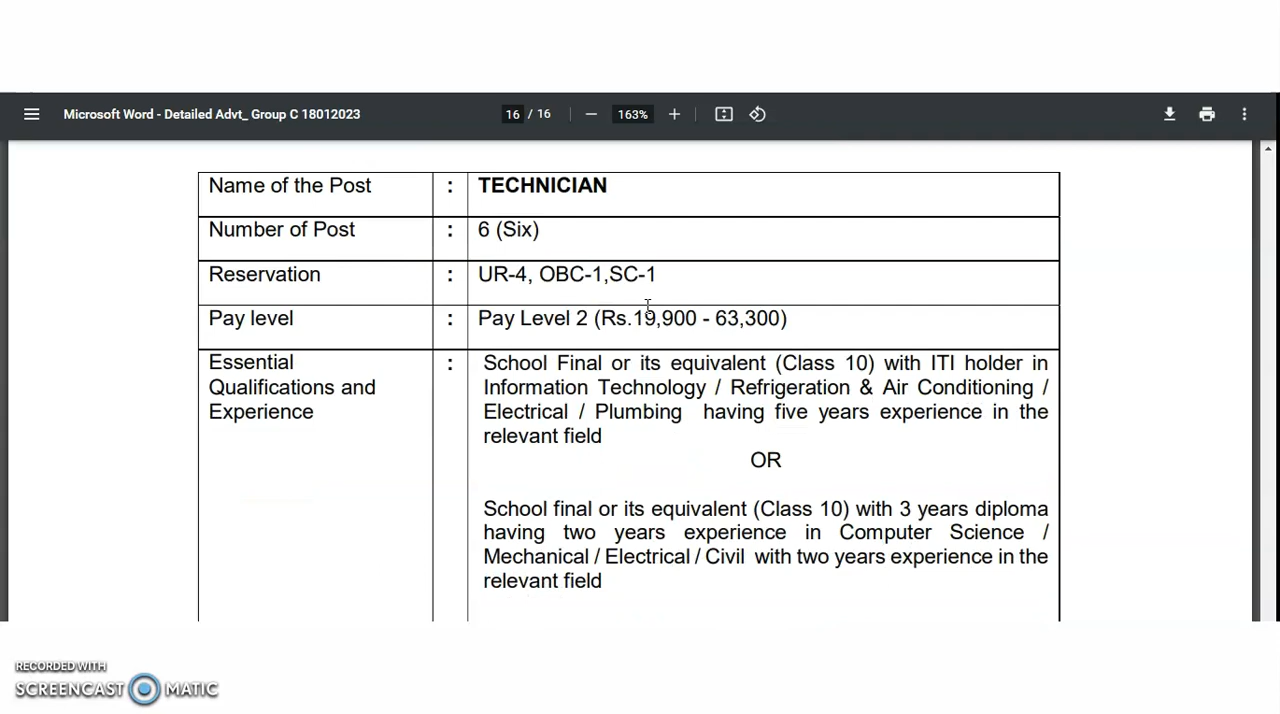 Microsoft Word - Detailed Advt_ Group C 18012023 16 / 16 163%
Name of the Post : TECHNICIAN
Number of Post : 6 (Six)
Reservation : UR-4, OBC-1,SC-1
Pay level : Pay Level 2 (Rs.19,900 - 63,300)
Essential : School Final or its equivalent (Class 10) with ITI holder in
Qualifications and Information Technology / Refrigeration & Air Conditioning /
Experience Electrical / Plumbing having five years experience in the
relevant field
OR
School final or its equivalent (Class 10) with 3 years diploma
having two years experience in Computer Science /
Mechanical / Electrical / Civil with two years experience in the
relevant field
RECORDED WITH
SCREENCAST MATIC